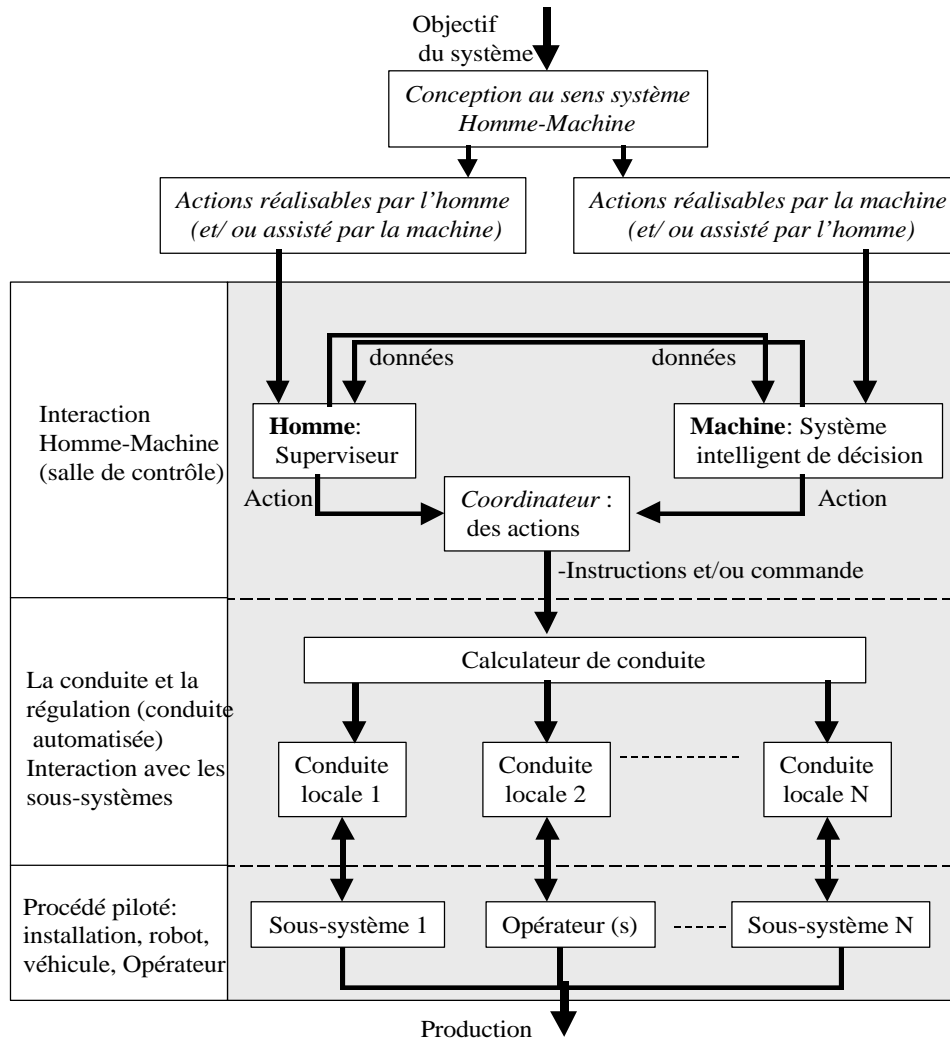 Objectif
du système
Conception au sens système
Homme-Machine
Actions réalisables par l’homme
(et/ ou assisté par la machine)
Actions réalisables par la machine
(et/ ou assisté par l’homme)
Interaction
Homme-Machine
(salle de contrôle)
données
données
Homme:
Superviseur
Machine: Système
intelligent de décision
Action
Action
Coordinateur :
des actions
-Instructions et/ou commande
La conduite et la
régulation (conduite
automatisée)
Interaction avec les
sous-systèmes
Calculateur de conduite
Conduite
locale 1
Conduite
locale 2
Conduite
locale N
Procédé piloté:
installation, robot,
véhicule, Opérateur
Sous-système 1
Opérateur (s)
Sous-système N
Production